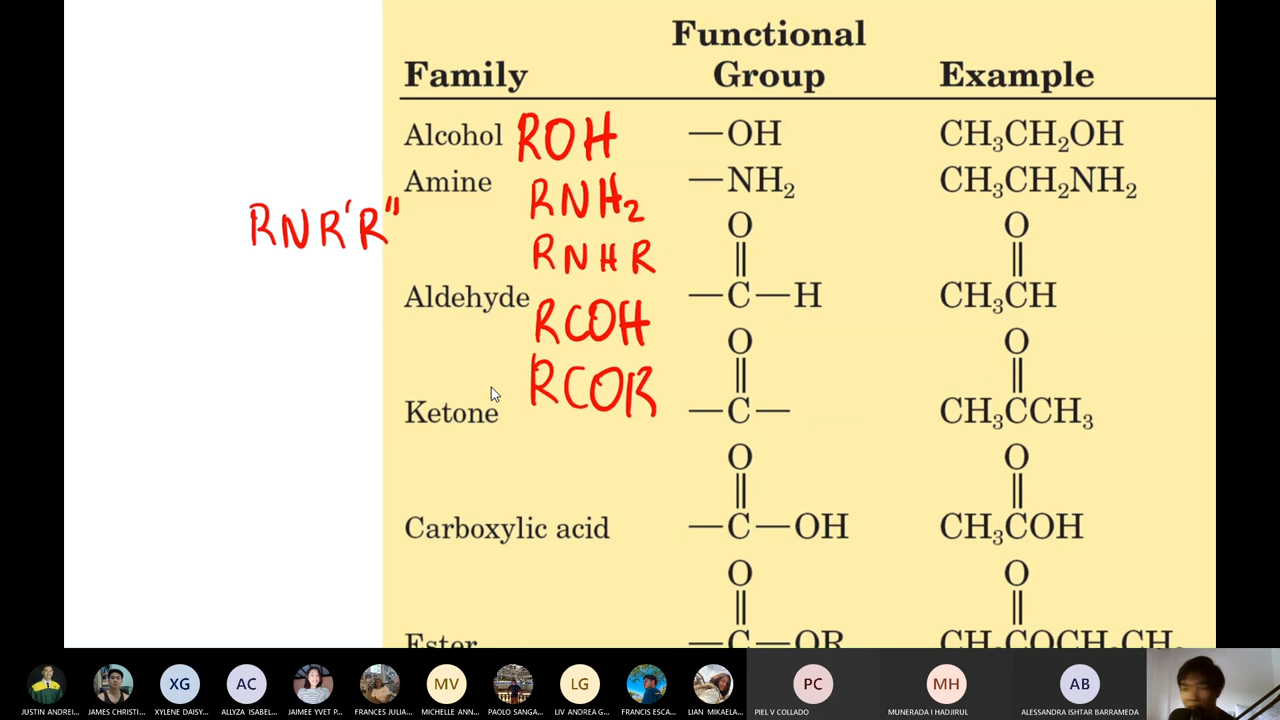 Functional
Family Group Example
Alcohol ROH —OH CH₃CH₂OH
Amine RNH₂ —NH₂ CH₃CH₂NH₂
RNR'R" O O
RNHR || ||
Aldehyde —C—H CH₃CH
RCOH O O
RCOR || ||
Ketone —C— CH₃CCH₃
O O
|| ||
Carboxylic acid —C—OH CH₃COH
O O
|| ||
Ester —C—OR CH₃COCH₂CH₃
XG AC MV LG PC MH AB
JUSTIN ANDREI... JAMES CHRISTI... XYLENE DAISY... ALLYZA ISABEL... JAIMEE YVET P... FRANCES JULIA... MICHELLE ANN... PAOLO SANGA... LIV ANDREA G... FRANCIS ESCA... LIAN MIKAELA... PIEL V COLLADO MUNERADA I HADJIRUL ALESSANDRA ISHTAR BARRAMEDA